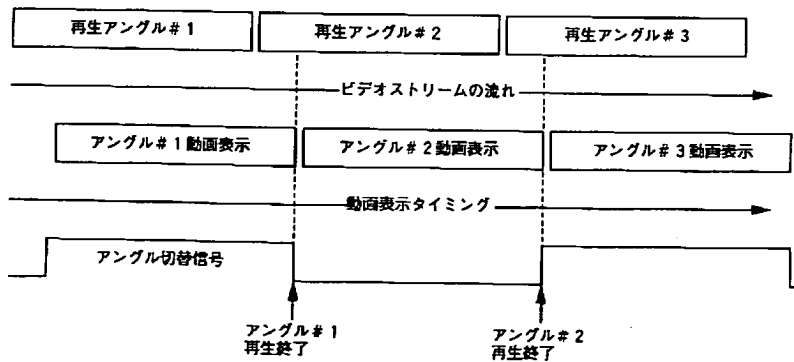 再生アングル＃1
再生アングル＃2
再生アングル＃3
ビデオストリームの流れ
アングル＃1動画表示
アングル＃2動画表示
アングル＃3動画表示
動画表示タイミング
アングル切替信号
アングル＃1
再生終了
アングル＃2
再生終了